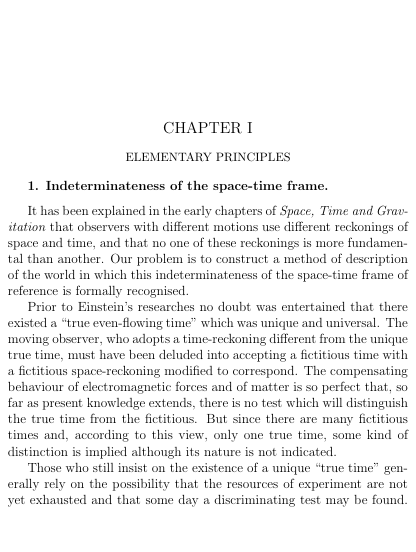 CHAPTER I
ELEMENTARY PRINCIPLES
1. Indeterminateness of the space-time frame.
It has been explained in the early chapters of Space, Time and Grav-
itation that observers with different motions use different reckonings of
space and time, and that no one of these reckonings is more fundamen-
tal than another. Our problem is to construct a method of description
of the world in which this indeterminateness of the space-time frame of
reference is formally recognised.
Prior to Einstein's researches no doubt was entertained that there
existed a “true even-flowing time” which was unique and universal. The
moving observer, who adopts a time-reckoning different from the unique
true time, must have been deluded into accepting a fictitious time with
a fictitious space-reckoning modified to correspond. The compensating
behaviour of electromagnetic forces and of matter is so perfect that, so
far as present knowledge extends, there is no test which will distinguish
the true time from the fictitious. But since there are many fictitious
times and, according to this view, only one true time, some kind of
distinction is implied although its nature is not indicated.
Those who still insist on the existence of a unique “true time” gen-
erally rely on the possibility that the resources of experiment are not
yet exhausted and that some day a discriminating test may be found.